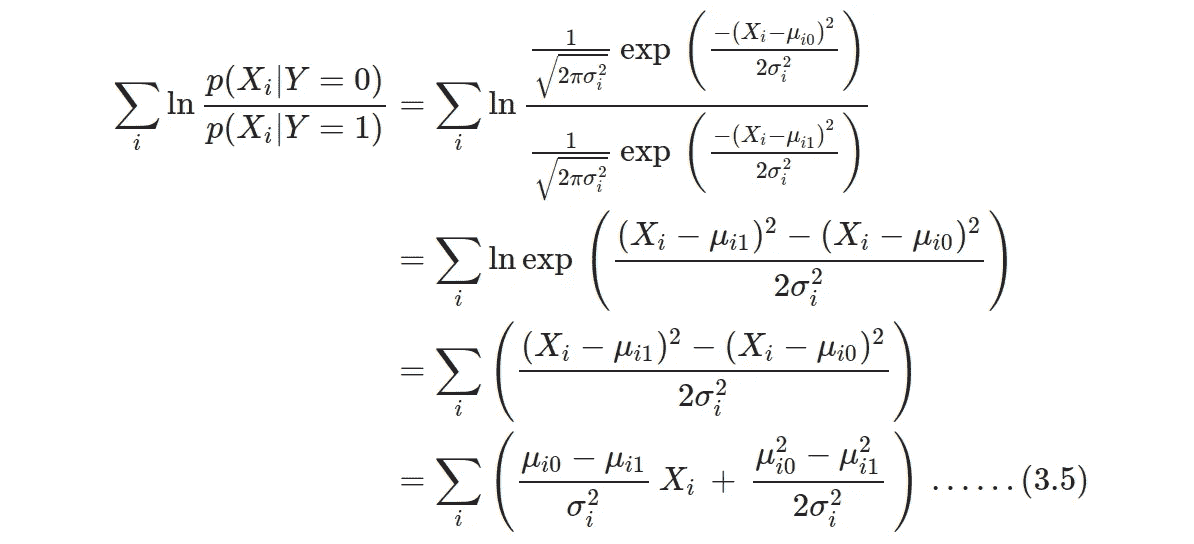 \sum_i \ln \frac{p(X_i|Y=0)}{p(X_i|Y=1)} = \sum_i \ln \frac{\frac{1}{\sqrt{2\pi\sigma_i^2}} \exp\left(\frac{-(X_i-\mu_{i0})^2}{2\sigma_i^2}\right)}{\frac{1}{\sqrt{2\pi\sigma_i^2}} \exp\left(\frac{-(X_i-\mu_{i1})^2}{2\sigma_i^2}\right)}
= \sum_i \ln \exp\left(\frac{(X_i-\mu_{i1})^2-(X_i-\mu_{i0})^2}{2\sigma_i^2}\right)
= \sum_i \left(\frac{(X_i-\mu_{i1})^2-(X_i-\mu_{i0})^2}{2\sigma_i^2}\right)
= \sum_i \left(\frac{\mu_{i0}-\mu_{i1}}{\sigma_i^2} X_i + \frac{\mu_{i0}^2-\mu_{i1}^2}{2\sigma_i^2}\right) ......(3.5)